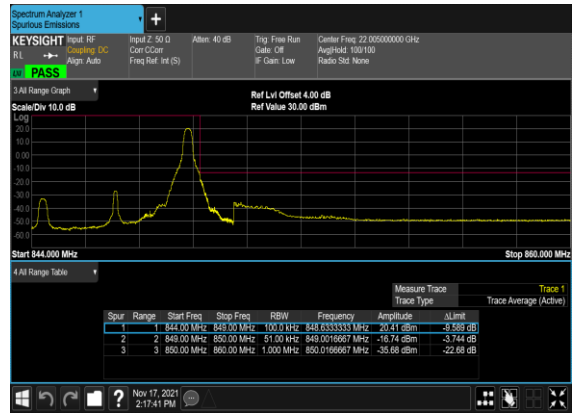 Spectrum Analyzer 1
Spurious Emissions
KEYSIGHT Input: RF Input Z: 50 Ω Atten: 40 dB Trig: Free Run Center Freq: 22.005000000 GHz
RL Coupling: DC Corr CCorr Gate: Off Avg|Hold: 100/100
Align: Auto Freq Ref: Int (S) IF Gain: Low Radio Std: None
PASS
3 All Range Graph Ref Lvl Offset 4.00 dB
Scale/Div 10.0 dB Ref Value 30.00 dBm
Log
20.0
10.0
0.00
-10.0
-20.0
-30.0
-40.0
-50.0
-60.0
Start 844.000 MHz Stop 860.000 MHz
4 All Range Table
Measure Trace Trace 1
Trace Type Trace Average (Active)
Spur Range Start Freq Stop Freq RBW Frequency Amplitude ΔLimit
1 1 844.00 MHz 849.00 MHz 100.0 kHz 848.6333333 MHz 20.41 dBm -9.589 dB
2 2 849.00 MHz 850.00 MHz 51.00 kHz 849.0016667 MHz -16.74 dBm -3.744 dB
3 3 850.00 MHz 860.00 MHz 1.000 MHz 850.0166667 MHz -35.68 dBm -22.68 dB
? Nov 17, 2021
2:17:41 PM